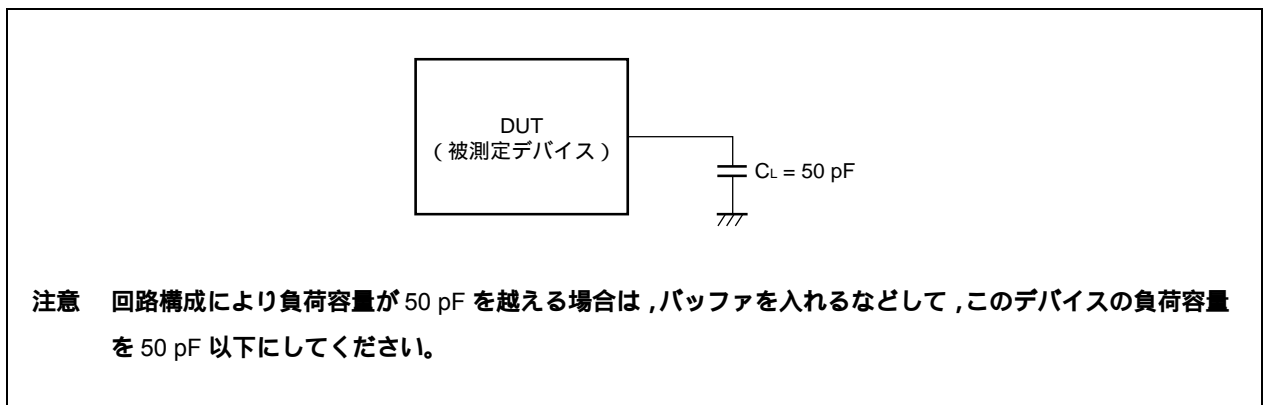 DUT
(被測定デバイス)
CL = 50 pF
注意 回路構成により負荷容量が 50 pF を越える場合は,バッファを入れるなどして,このデバイスの負荷容量
を 50 pF 以下にしてください。